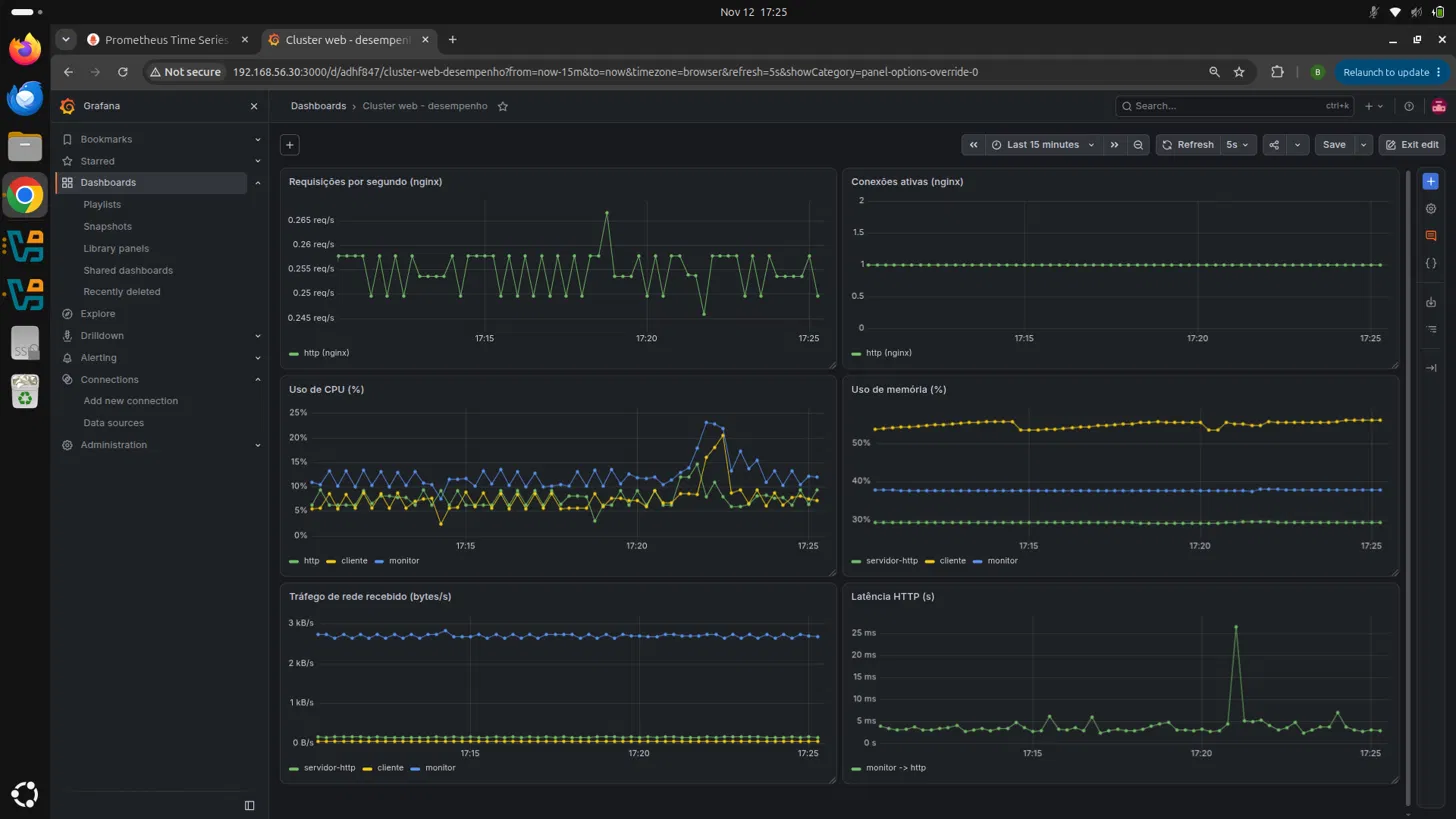 Nov 12 17:25
Prometheus Time Series
Cluster web - desempen
Not secure
192.168.56.30:3000/d/adhf847/cluster-web-desempenho?from=now-15m&to=now&timezone=browser&refresh=5s&showCategory=panel-options-override-0
B
Relaunch to update
Grafana
Dashboards › Cluster web - desempenho
Search...
ctrl+k
Bookmarks
Starred
Dashboards
Playlists
Snapshots
Library panels
Shared dashboards
Recently deleted
Explore
Drilldown
Alerting
Connections
Add new connection
Data sources
Administration
Last 15 minutes
Refresh
5s
Save
Exit edit
Requisições por segundo (nginx)
0.265 req/s
0.26 req/s
0.255 req/s
0.25 req/s
0.245 req/s
17:15
17:20
17:25
http (nginx)
Conexões ativas (nginx)
2
1.5
1
0.5
0
17:15
17:20
17:25
http (nginx)
Uso de CPU (%)
25%
20%
15%
10%
5%
0%
17:15
17:20
17:25
http cliente monitor
Uso de memória (%)
50%
40%
30%
17:15
17:20
17:25
servidor-http cliente monitor
Tráfego de rede recebido (bytes/s)
3 kB/s
2 kB/s
1 kB/s
0 B/s
17:15
17:20
17:25
servidor-http cliente monitor
Latência HTTP (s)
25 ms
20 ms
15 ms
10 ms
5 ms
0 s
17:15
17:20
17:25
monitor -> http
SSD